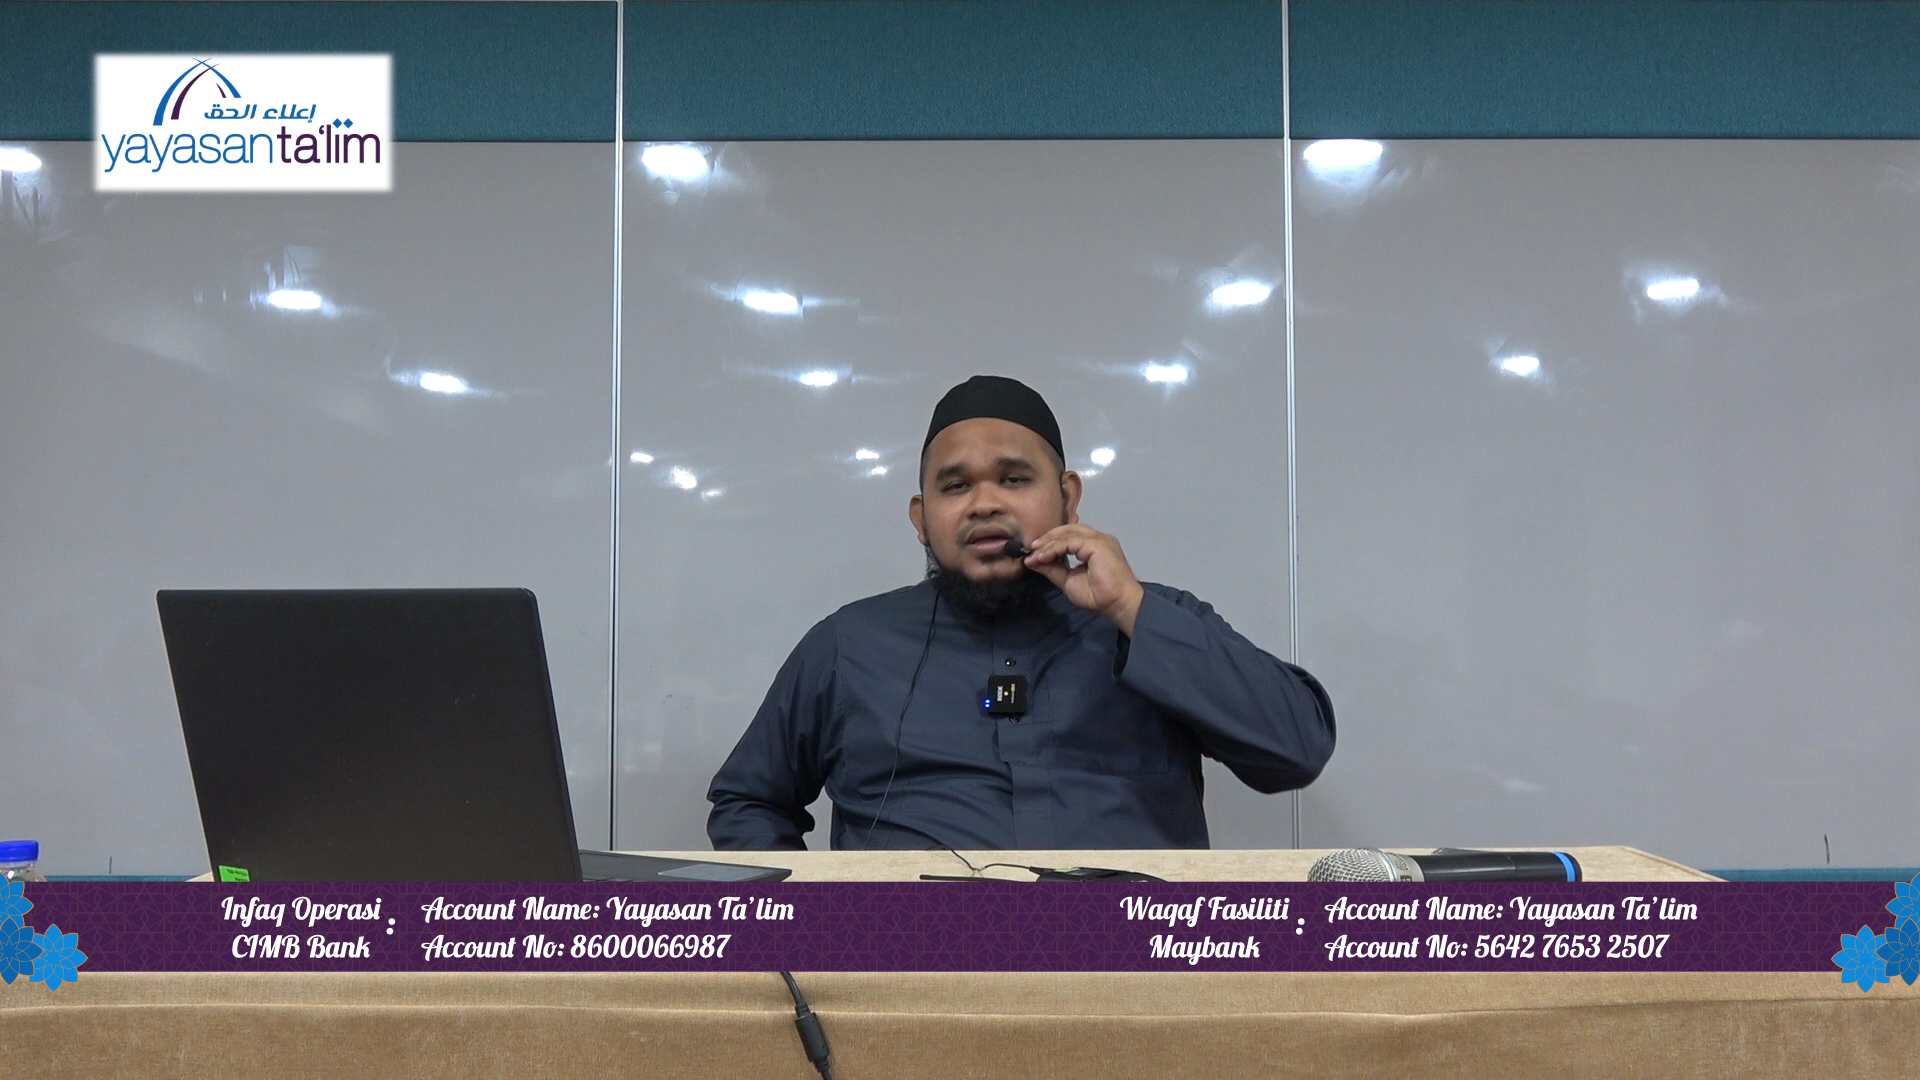 إعلاء الحق
yayasanta'lim
Infaq Operasi : Account Name: Yayasan Ta'lim
CIMB Bank Account No: 8600066987
Waqaf Fasiliti : Account Name: Yayasan Ta'lim
Maybank Account No: 5642 7653 2507
RODE